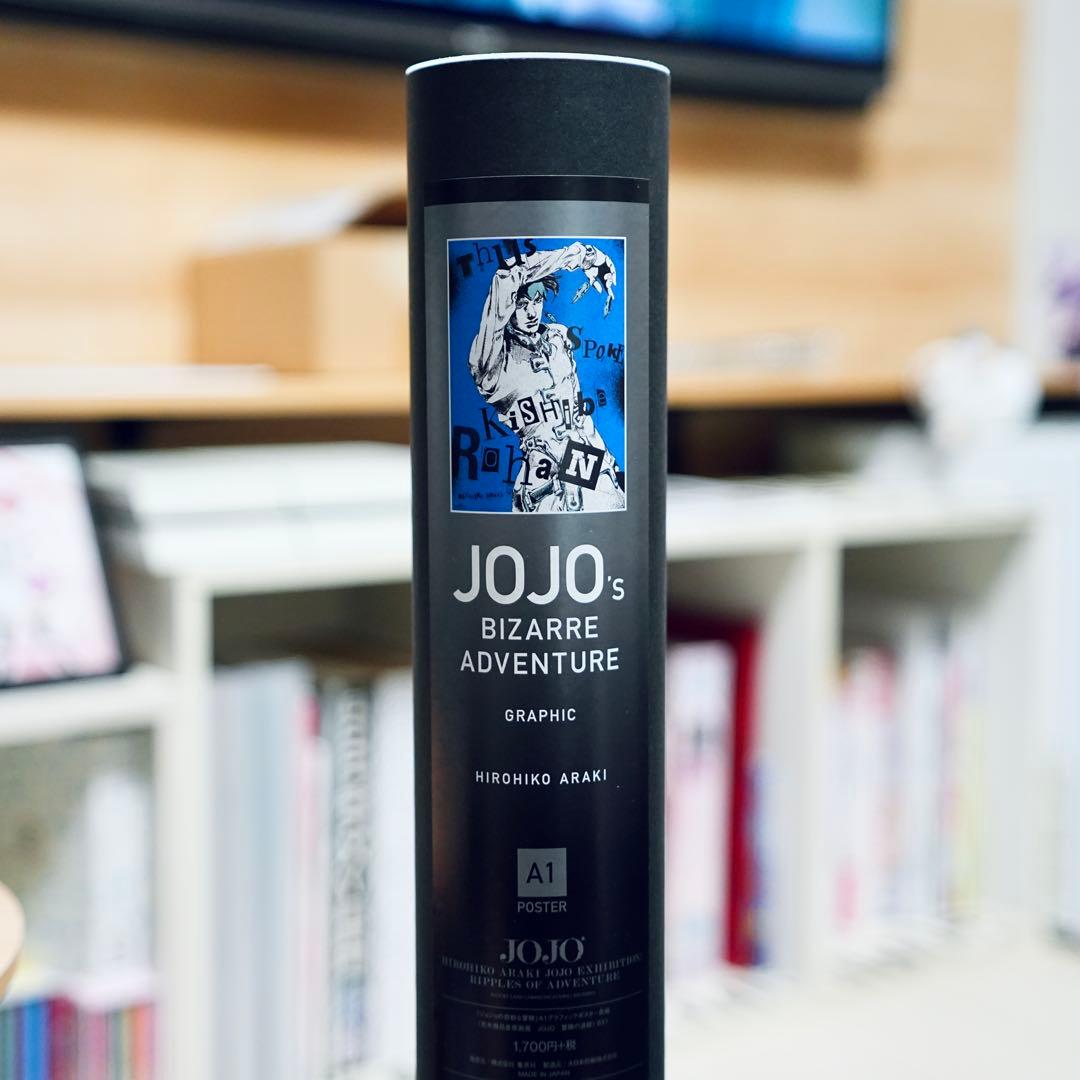 Thus
SPoke
KiSHibe
RohaN
JOJO's
BIZARRE
ADVENTURE
GRAPHIC
HIROHIKO ARAKI
A1
POSTER
JOJO
HIROHIKO ARAKI JOJO EXHIBITION
RIPPLES OF ADVENTURE
1,700円+税
MADE IN JAPAN